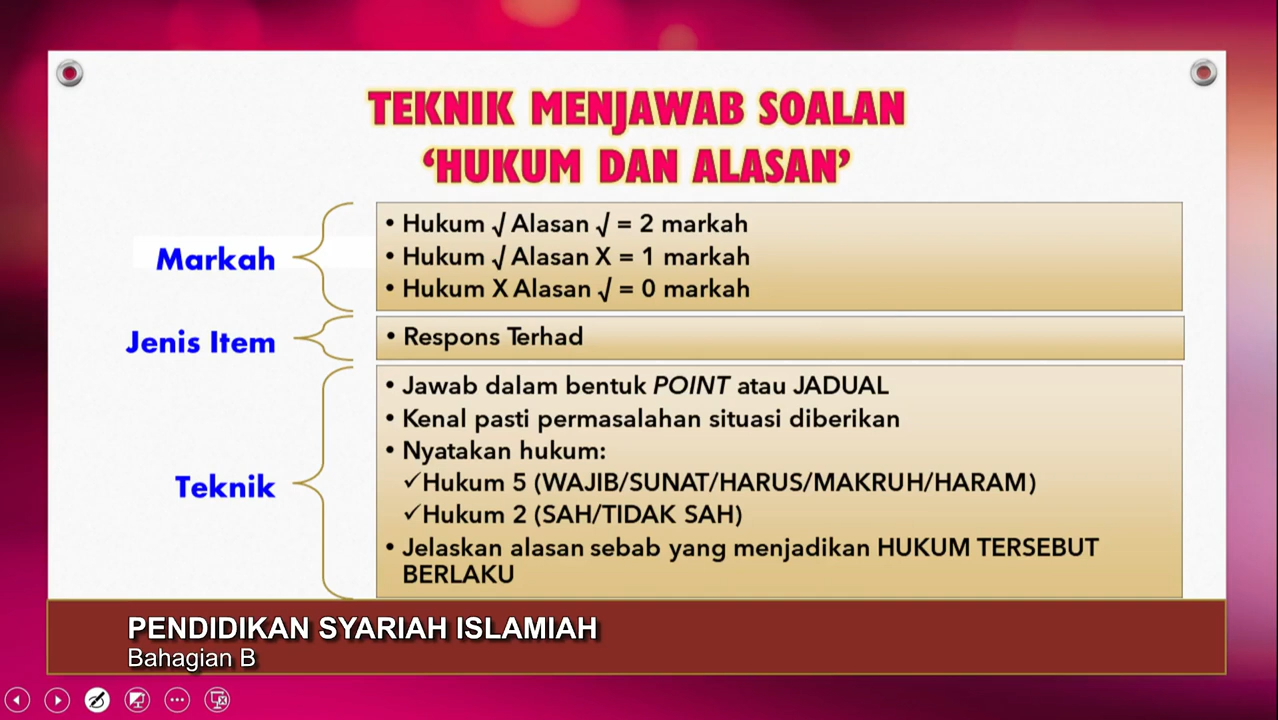 TEKNIK MENJAWAB SOALAN
‘HUKUM DAN ALASAN’
Markah
• Hukum √ Alasan √ = 2 markah
• Hukum √ Alasan X = 1 markah
• Hukum X Alasan √ = 0 markah
Jenis Item
• Respons Terhad
Teknik
• Jawab dalam bentuk POINT atau JADUAL
• Kenal pasti permasalahan situasi diberikan
• Nyatakan hukum:
✓Hukum 5 (WAJIB/SUNAT/HARUS/MAKRUH/HARAM)
✓Hukum 2 (SAH/TIDAK SAH)
• Jelaskan alasan sebab yang menjadikan HUKUM TERSEBUT
BERLAKU
PENDIDIKAN SYARIAH ISLAMIAH
Bahagian B